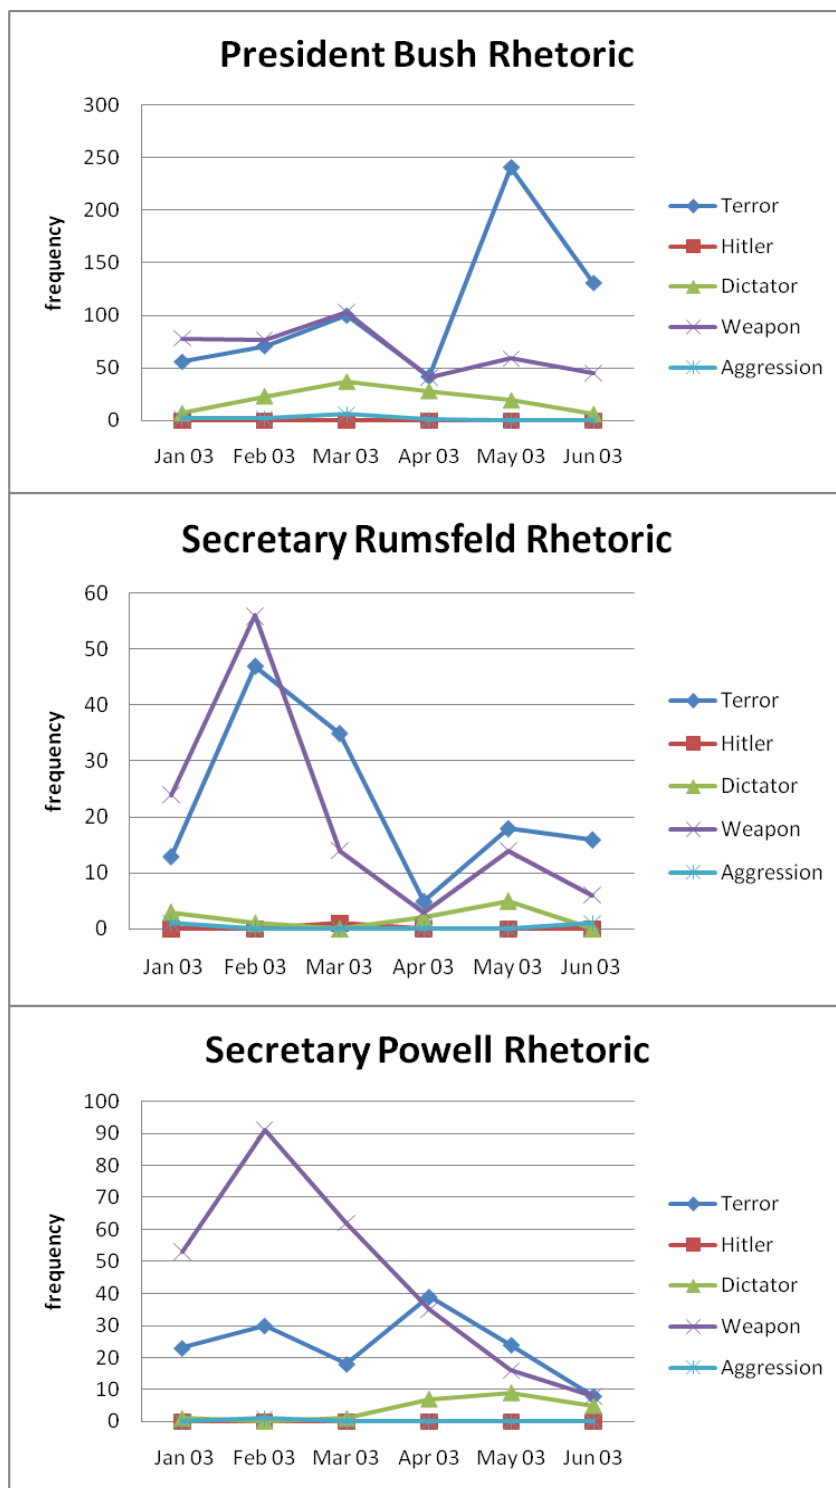 President Bush Rhetoric
300
250
200
150
100
50
0
frequency
Jan 03 Feb 03 Mar 03 Apr 03 May 03 Jun 03
Terror
Hitler
Dictator
Weapon
Aggression
Secretary Rumsfeld Rhetoric
60
50
40
30
20
10
0
frequency
Jan 03 Feb 03 Mar 03 Apr 03 May 03 Jun 03
Terror
Hitler
Dictator
Weapon
Aggression
Secretary Powell Rhetoric
100
90
80
70
60
50
40
30
20
10
0
frequency
Jan 03 Feb 03 Mar 03 Apr 03 May 03 Jun 03
Terror
Hitler
Dictator
Weapon
Aggression